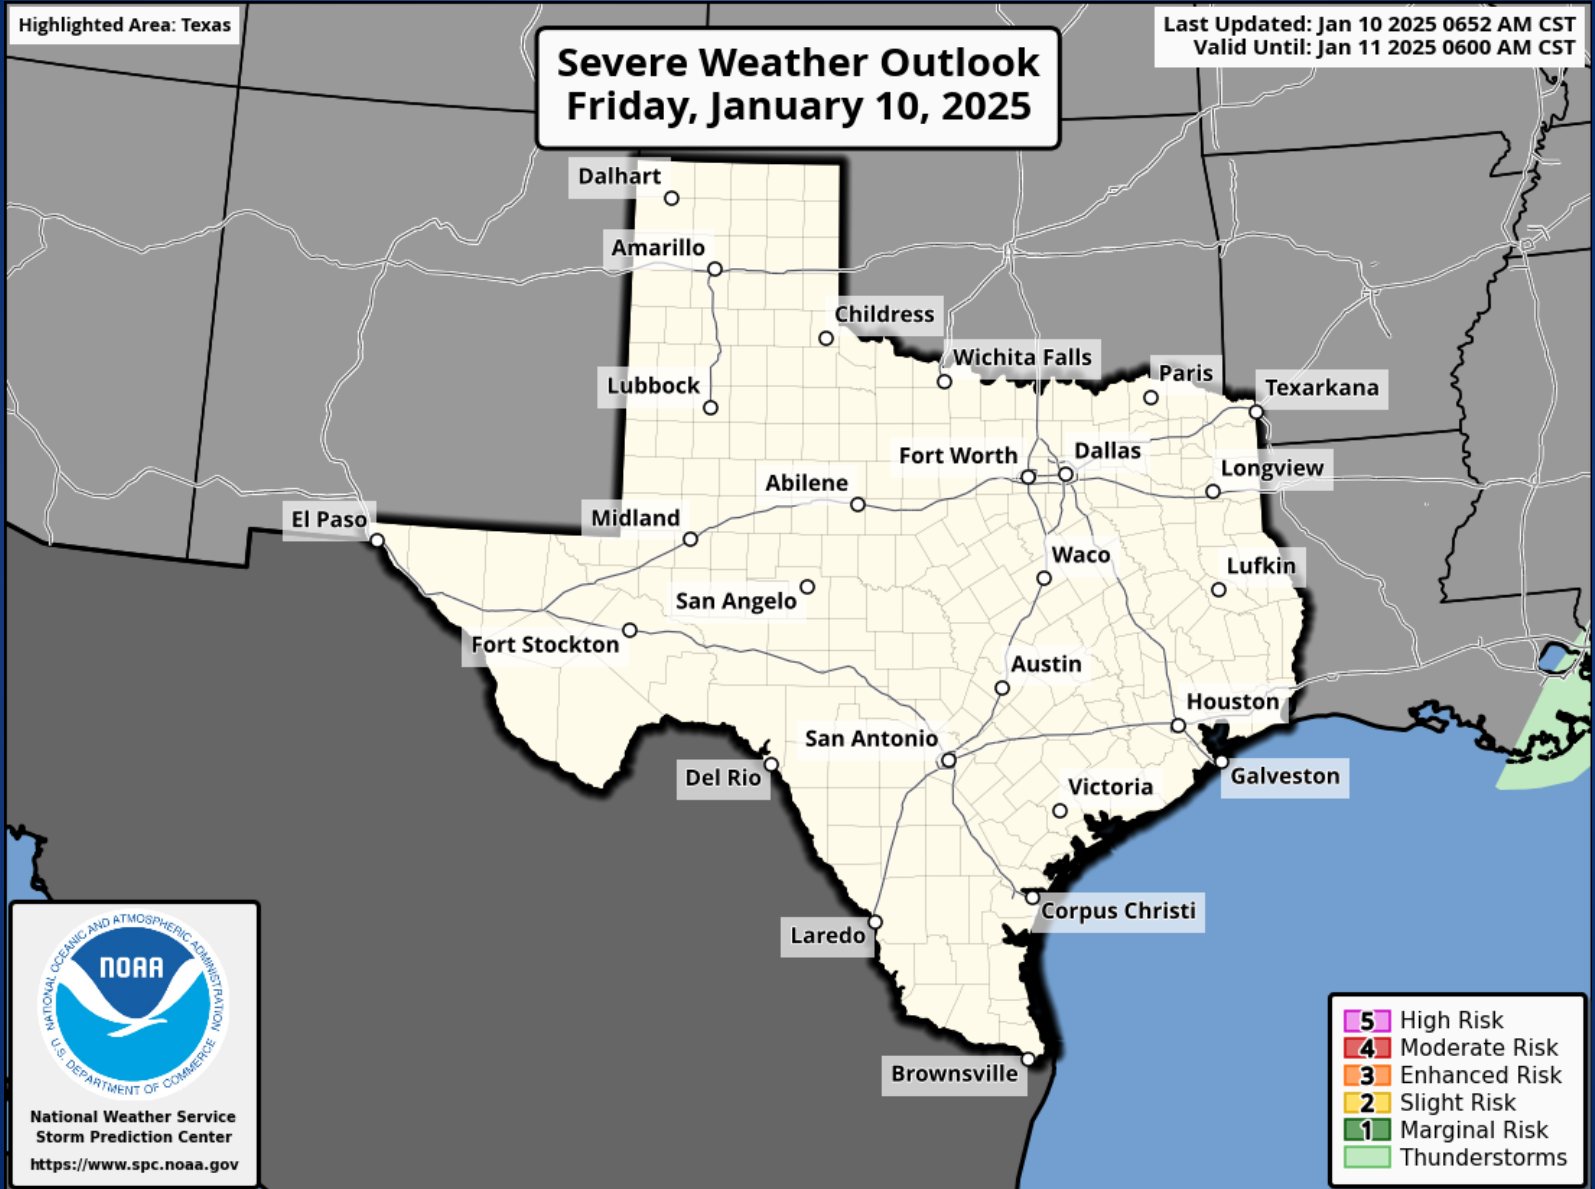 Highlighted Area: Texas
Severe Weather Outlook
Friday, January 10, 2025
Last Updated: Jan 10 2025 0652 AM CST
Valid Until: Jan 11 2025 0600 AM CST
Dalhart
Amarillo
Childress
Wichita Falls
Paris
Texarkana
Lubbock
Fort Worth
Dallas
Longview
Abilene
El Paso
Midland
Waco
Lufkin
San Angelo
Fort Stockton
Austin
Houston
San Antonio
Del Rio
Galveston
Victoria
Corpus Christi
Laredo
Brownsville
NATIONAL OCEANIC AND ATMOSPHERIC ADMINISTRATION
NOAA
U.S. DEPARTMENT OF COMMERCE
National Weather Service
Storm Prediction Center
https://www.spc.noaa.gov
5 High Risk
4 Moderate Risk
3 Enhanced Risk
2 Slight Risk
1 Marginal Risk
Thunderstorms